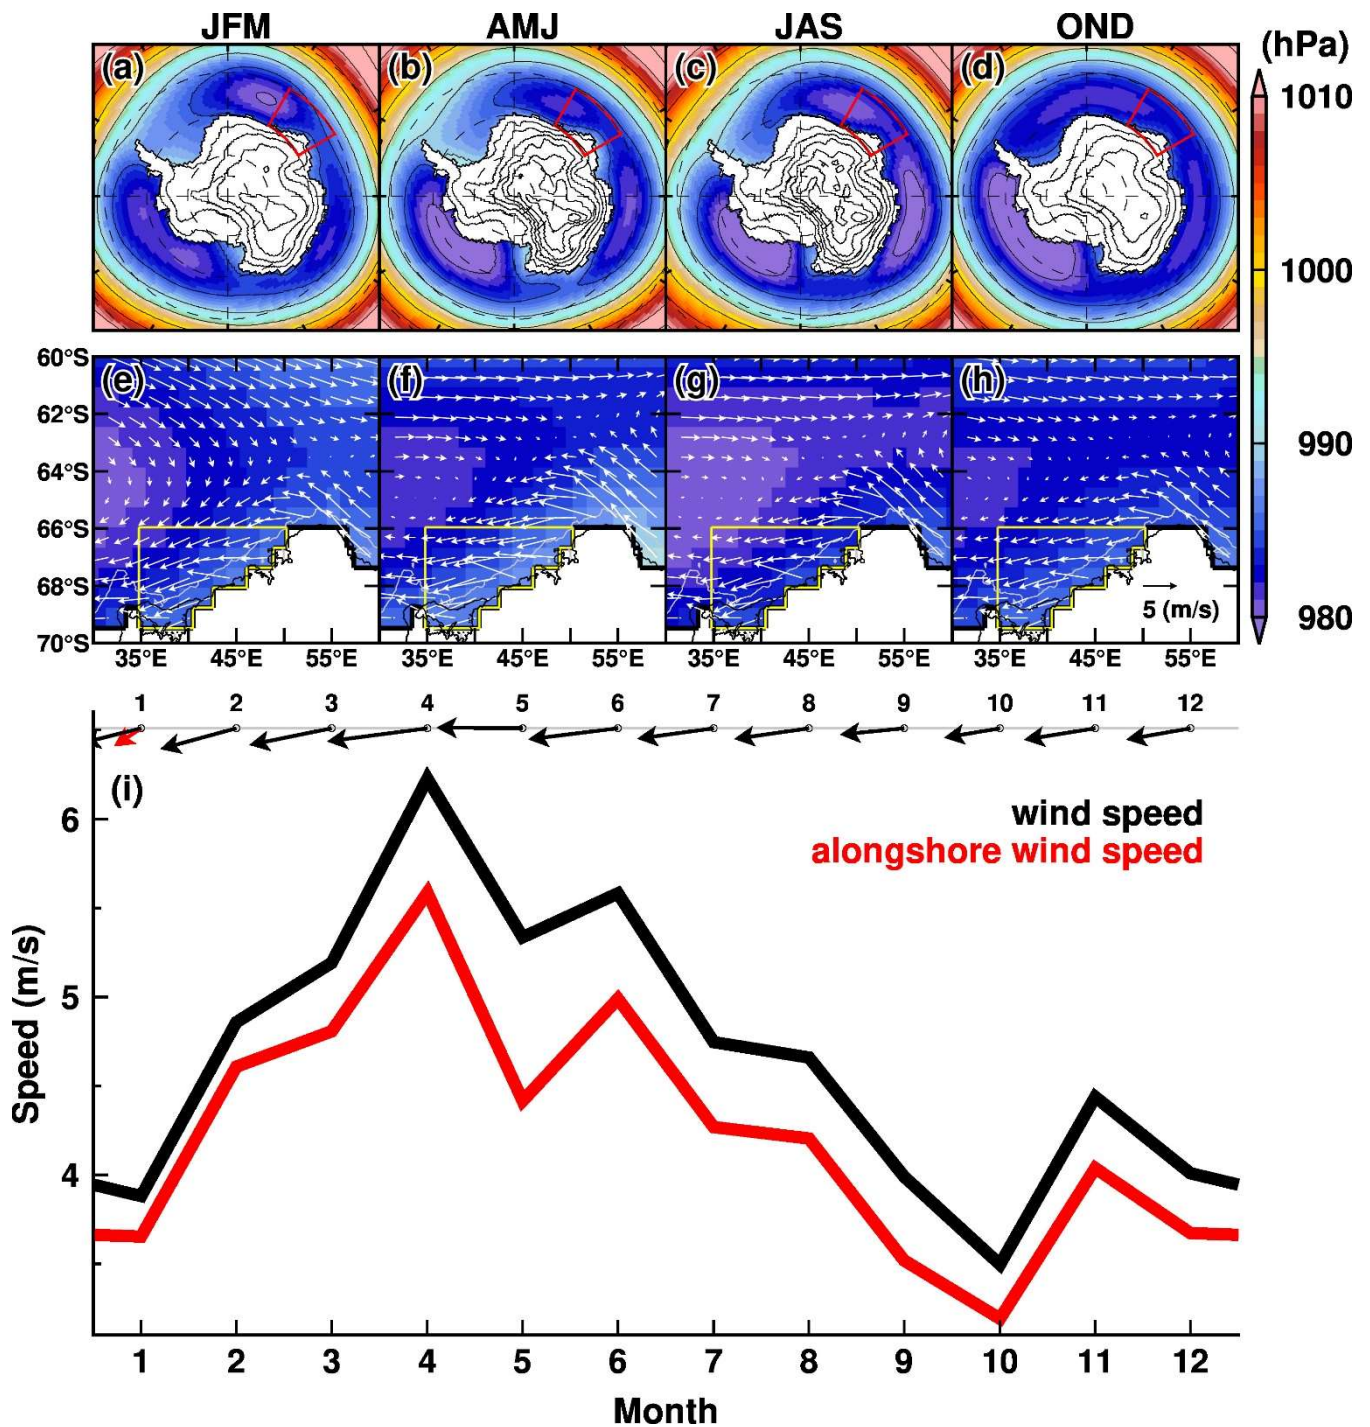 JFM AMJ JAS OND (hPa)
(a) (b) (c) (d)
1010
1000
990
980
60°S (e) (f) (g) (h)
62°S
64°S
66°S
68°S 5 (m/s)
70°S
35°E 45°E 55°E 35°E 45°E 55°E 35°E 45°E 55°E 35°E 45°E 55°E
1 2 3 4 5 6 7 8 9 10 11 12
(i)
wind speed
alongshore wind speed
6
5
4
Speed (m/s)
1 2 3 4 5 6 7 8 9 10 11 12
Month